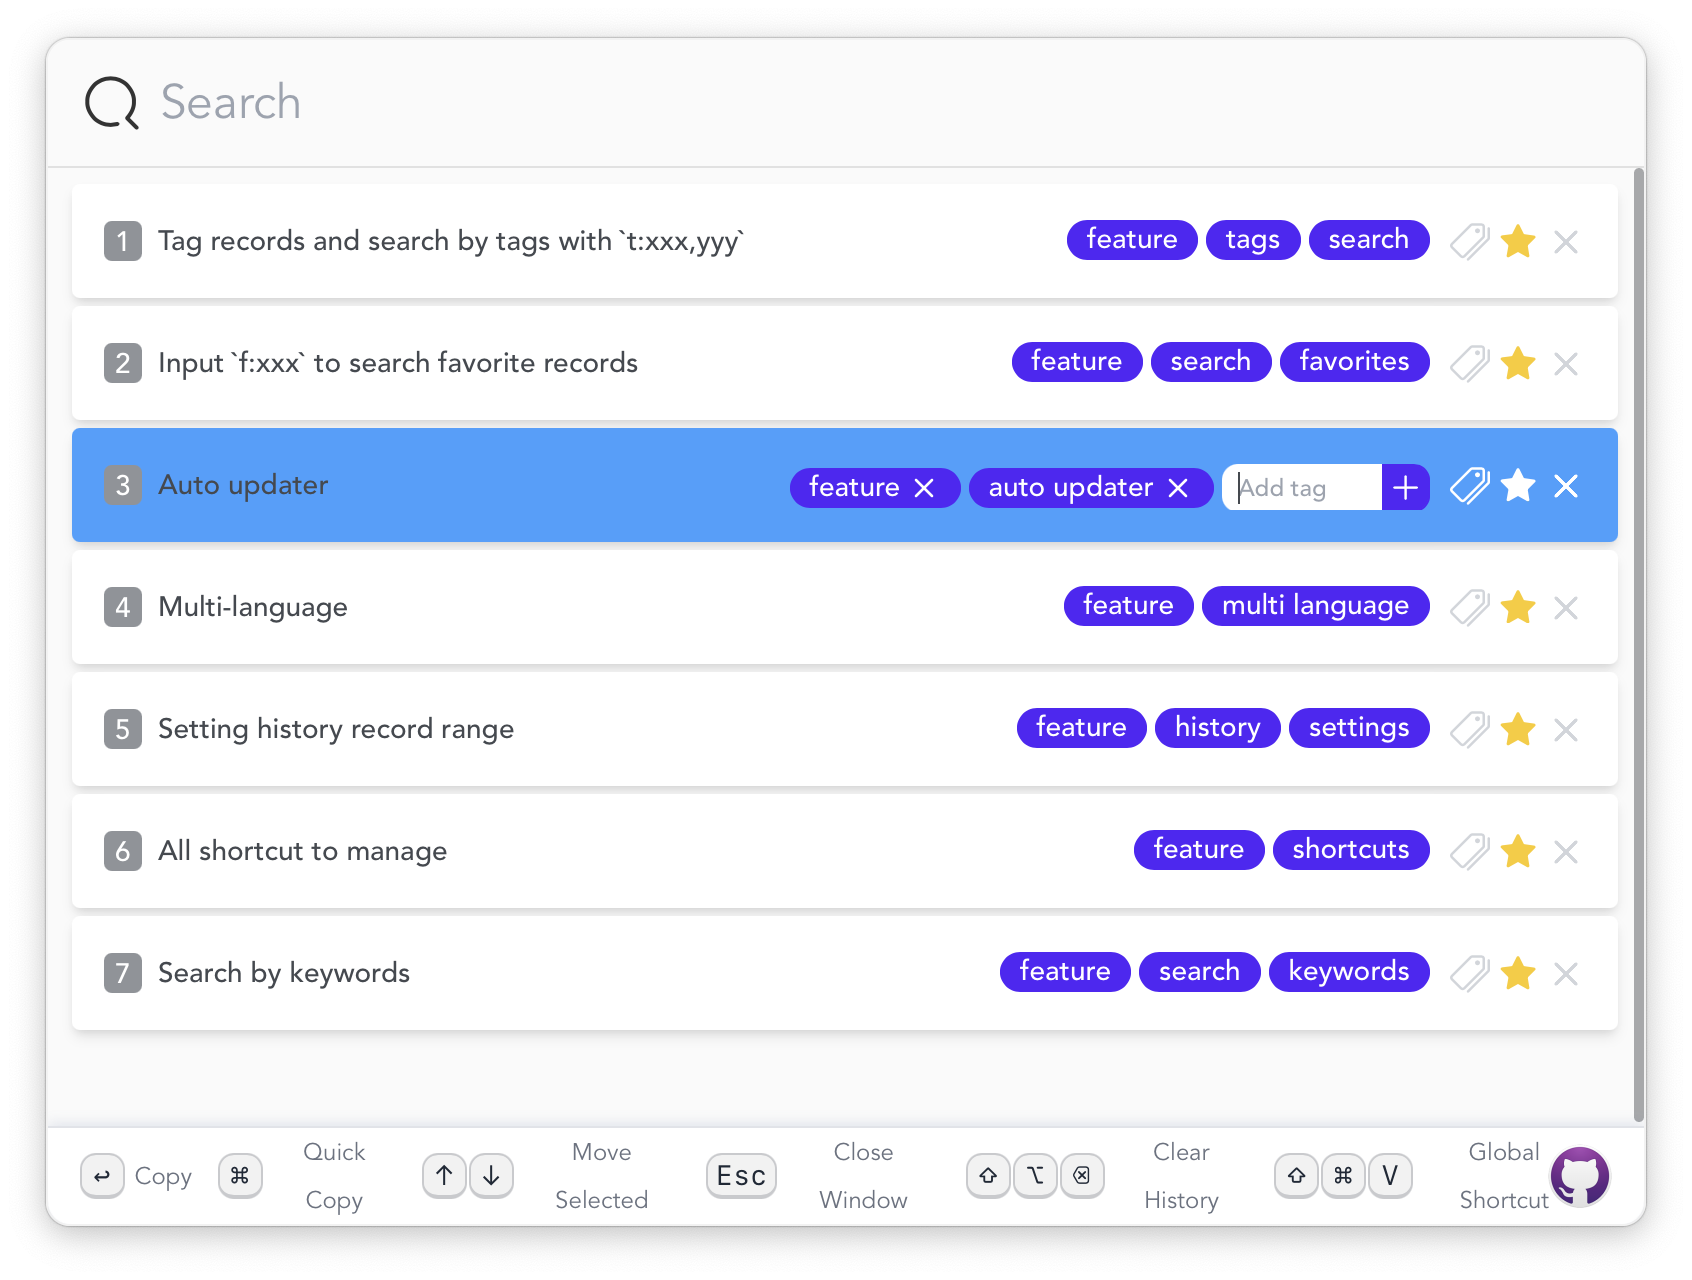 Search
1 Tag records and search by tags with `t:xxx,yyy` feature tags search
2 Input `f:xxx` to search favorite records feature search favorites
3 Auto updater feature auto updater Add tag
4 Multi-language feature multi language
5 Setting history record range feature history settings
6 All shortcut to manage feature shortcuts
7 Search by keywords feature search keywords
↩ Copy
⌘ Quick
Copy
↑ ↓ Move
Selected
Esc Close
Window
⇧ ⌥ ⌫ Clear
History
⇧ ⌘ V Global
Shortcut